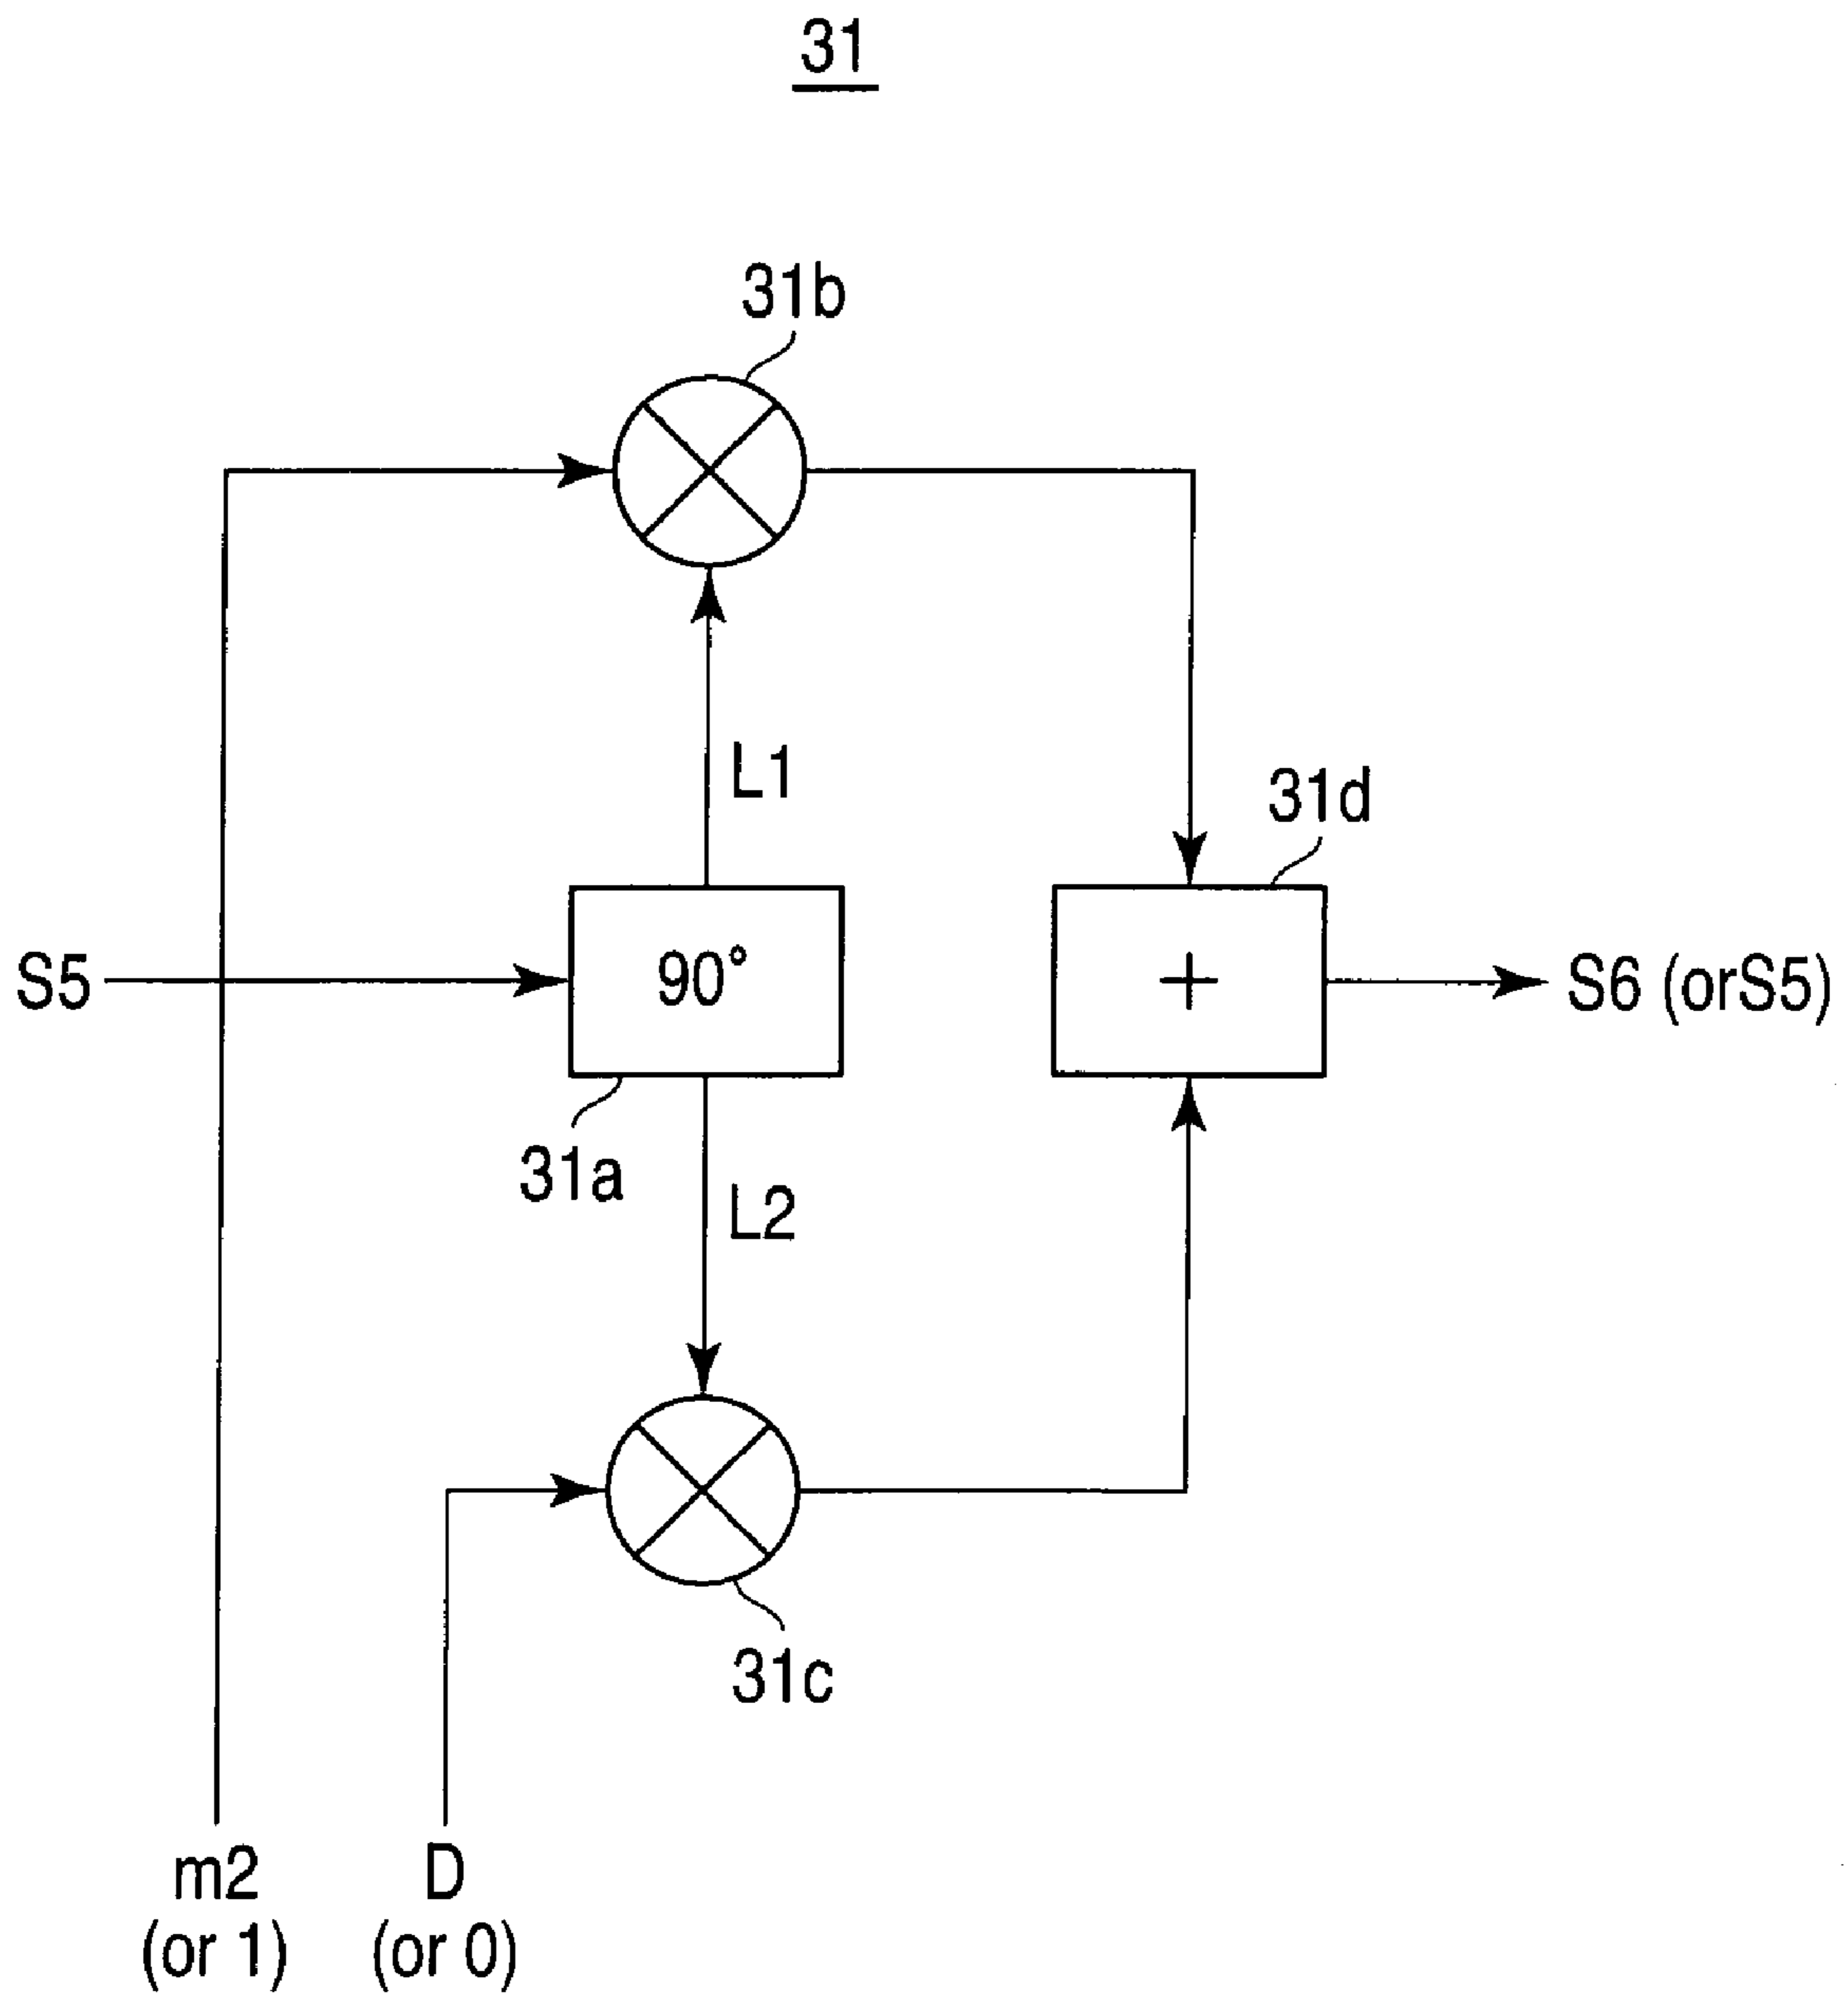 31
31b
L1
31d
S5
90°
+
S6 (orS5)
31a
L2
31c
m2
(or 1)
D
(or 0)